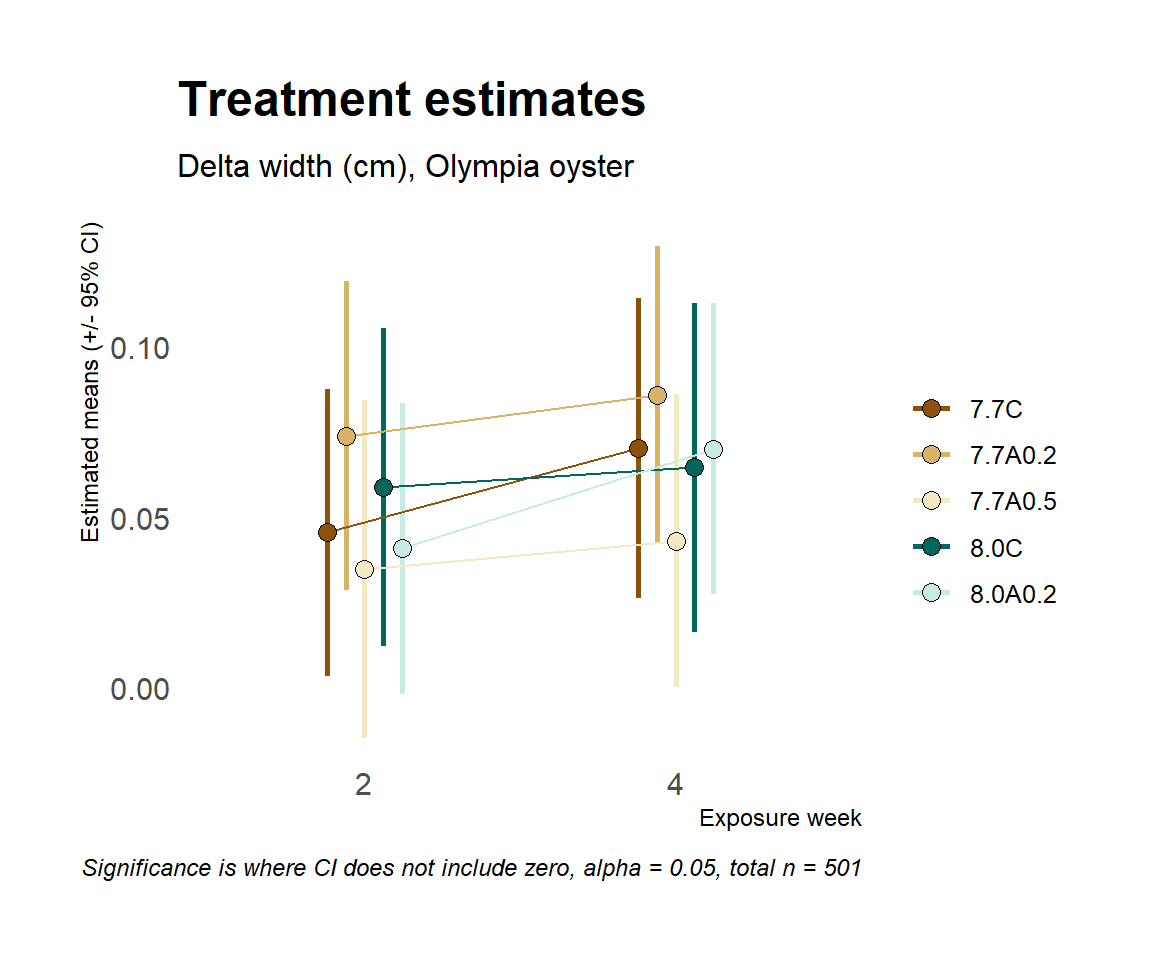 Treatment estimates
Delta width (cm), Olympia oyster
Estimated means (+/- 95% CI)
0.10
0.05
0.00
2
4
Exposure week
7.7C
7.7A0.2
7.7A0.5
8.0C
8.0A0.2
Significance is where CI does not include zero, alpha = 0.05, total n = 501